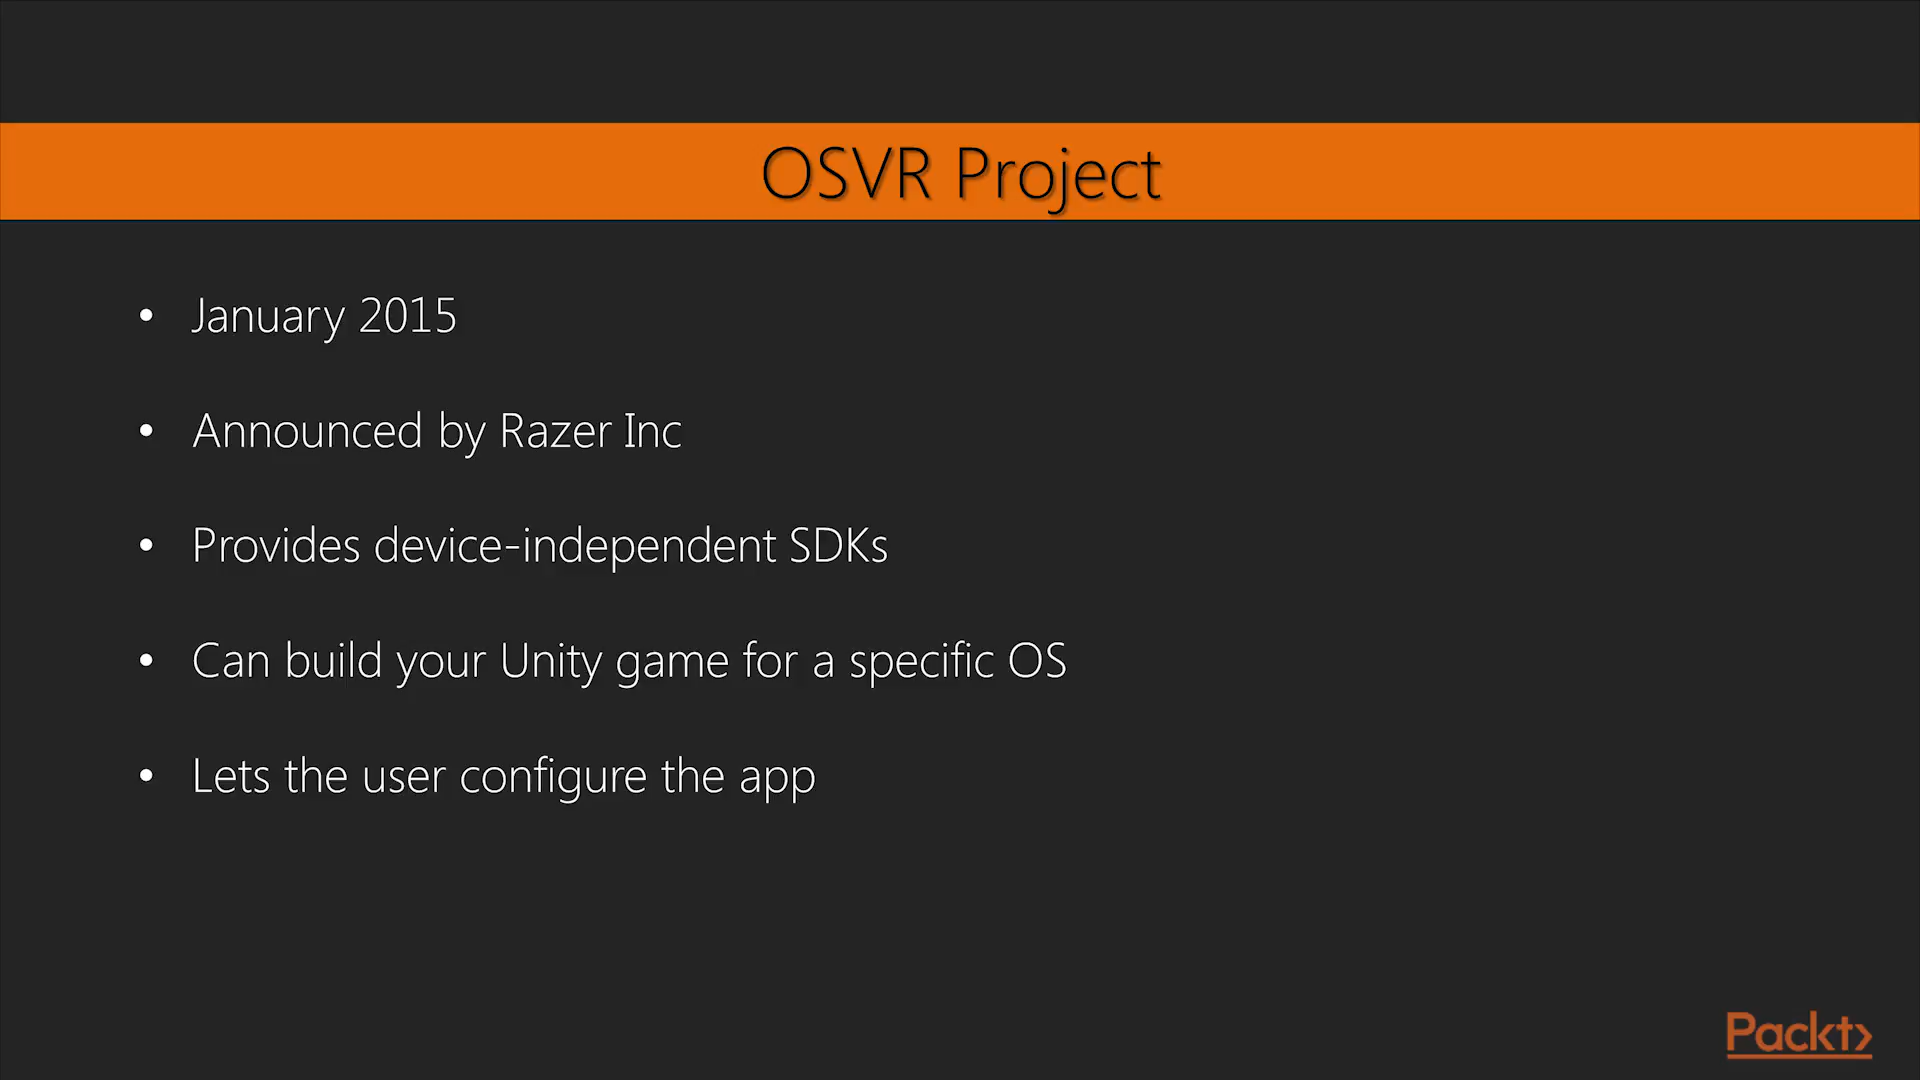 OSVR Project
• January 2015
• Announced by Razer Inc
• Provides device-independent SDKs
• Can build your Unity game for a specific OS
• Lets the user configure the app
Packt>